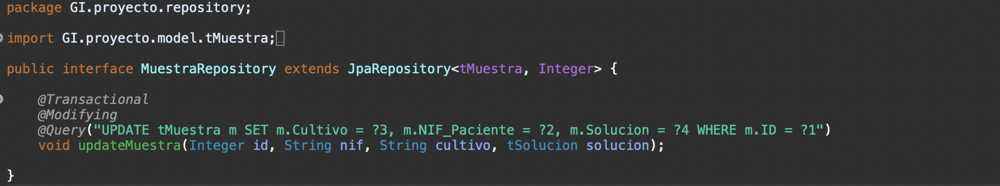 package GI.proyecto.repository;
import GI.proyecto.model.tMuestra;
public interface MuestraRepository extends JpaRepository<tMuestra, Integer> {
@Transactional
@Modifying
@Query("UPDATE tMuestra m SET m.Cultivo = ?3, m.NIF_Paciente = ?2, m.Solucion = ?4 WHERE m.ID = ?1")
void updateMuestra(Integer id, String nif, String cultivo, tSolucion solucion);
}